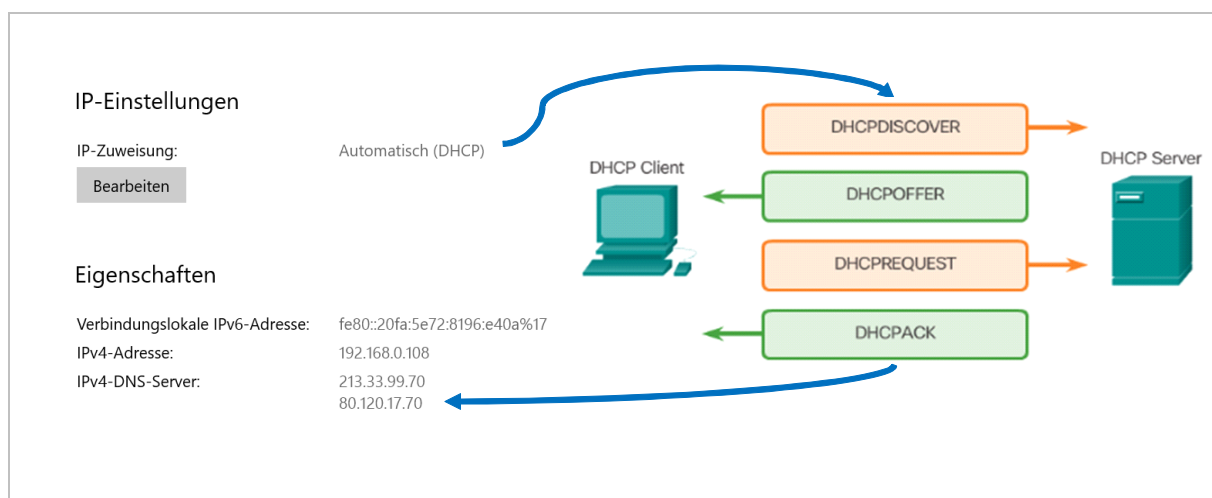 IP-Einstellungen
IP-Zuweisung: Automatisch (DHCP)
Bearbeiten
Eigenschaften
Verbindungslokale IPv6-Adresse: fe80::20fa:5e72:8196:e40a%17
IPv4-Adresse: 192.168.0.108
IPv4-DNS-Server: 213.33.99.70
80.120.17.70
DHCP Client
DHCPDISCOVER
DHCPOFFER
DHCPREQUEST
DHCPACK
DHCP Server